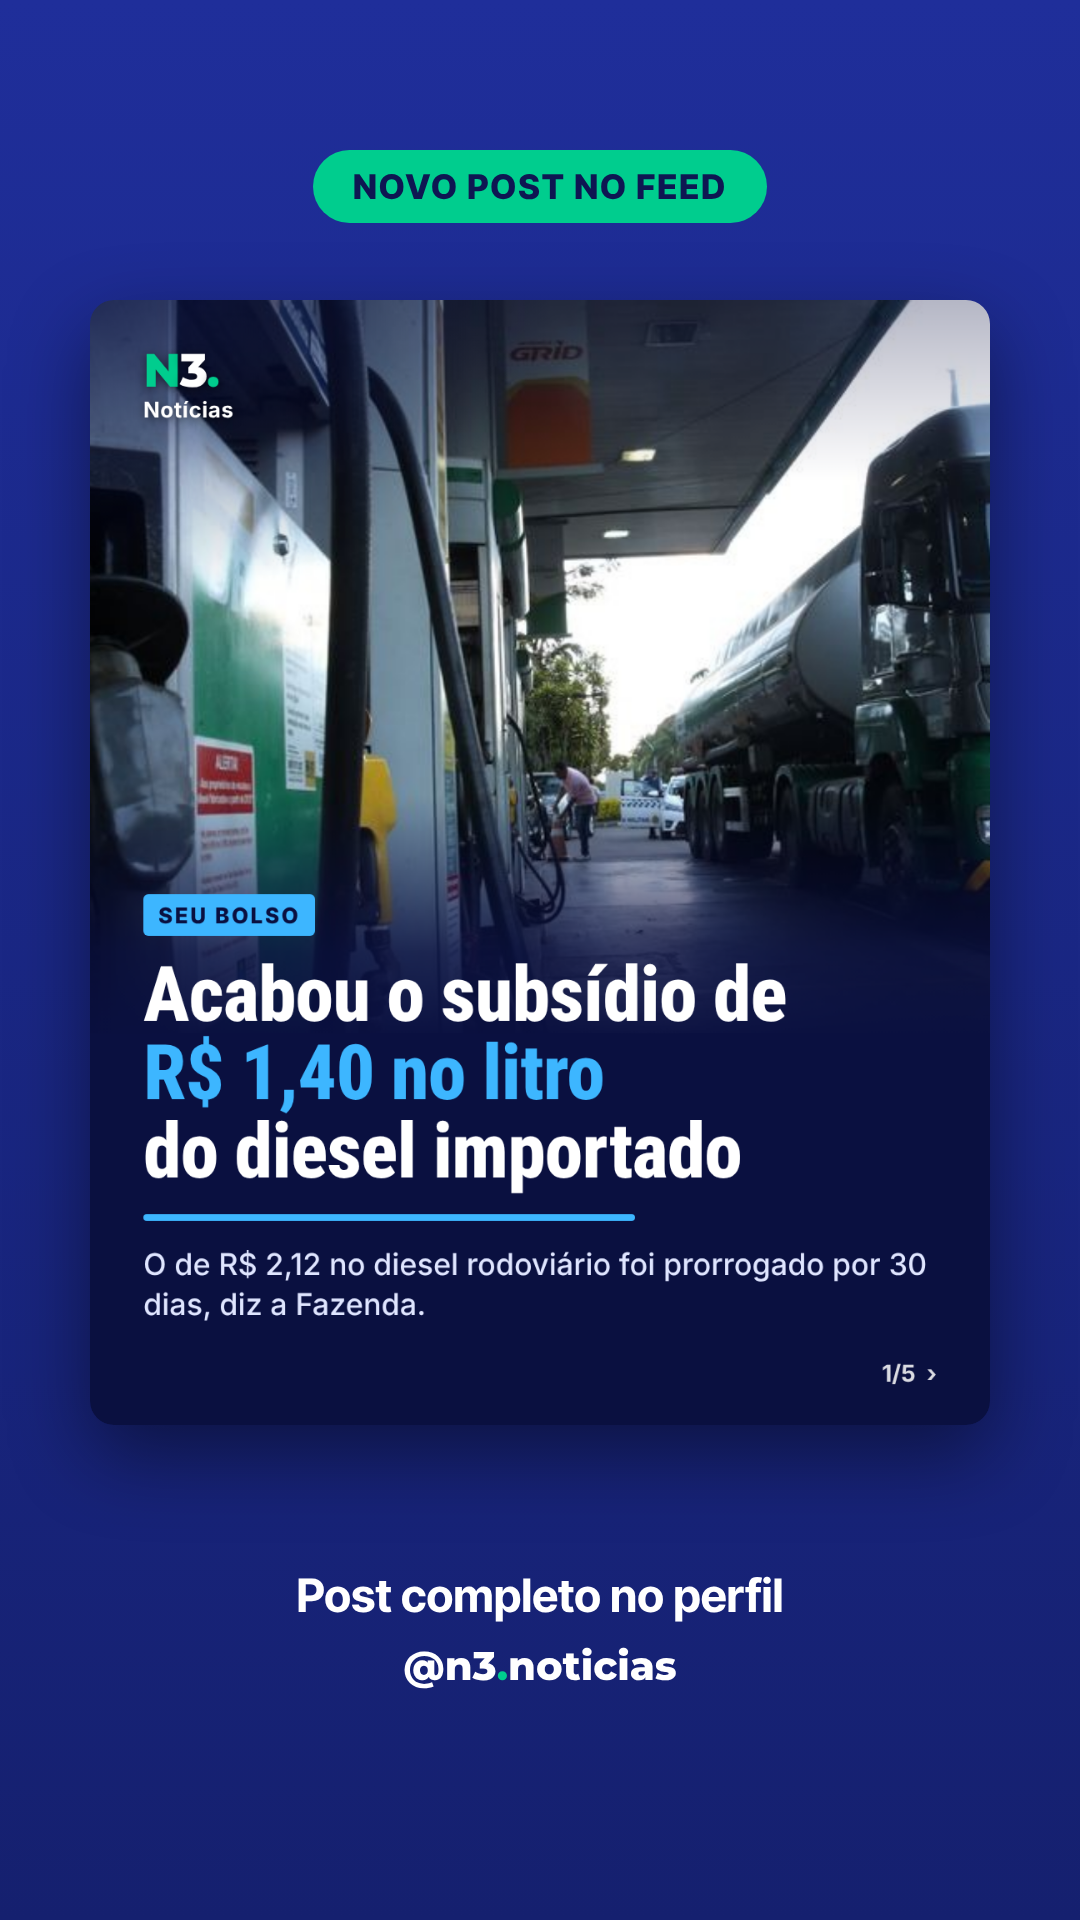 NOVO POST NO FEED
N3.
Notícias
GRID
ALERTA!
SEU BOLSO
Acabou o subsídio de
R$ 1,40 no litro
do diesel importado
O de R$ 2,12 no diesel rodoviário foi prorrogado por 30
dias, diz a Fazenda.
1/5 ›
Post completo no perfil
@n3.noticias